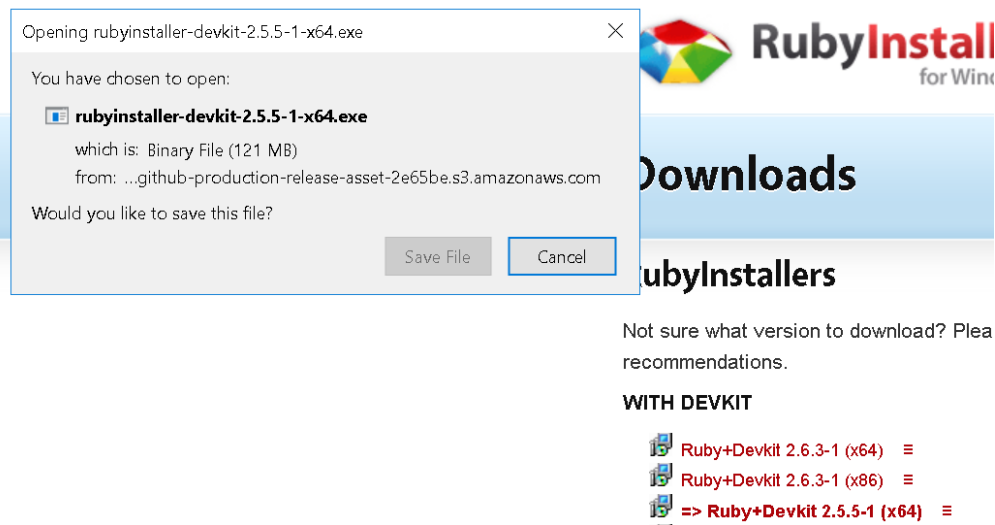 Opening rubyinstaller-devkit-2.5.5-1-x64.exe
You have chosen to open:
rubyinstaller-devkit-2.5.5-1-x64.exe
which is: Binary File (121 MB)
from: ...github-production-release-asset-2e65be.s3.amazonaws.com
Would you like to save this file?
Save File Cancel
RubyInstall
for Wind
Downloads
RubyInstallers
Not sure what version to download? Plea
recommendations.
WITH DEVKIT
Ruby+Devkit 2.6.3-1 (x64) ≡
Ruby+Devkit 2.6.3-1 (x86) ≡
=> Ruby+Devkit 2.5.5-1 (x64) ≡